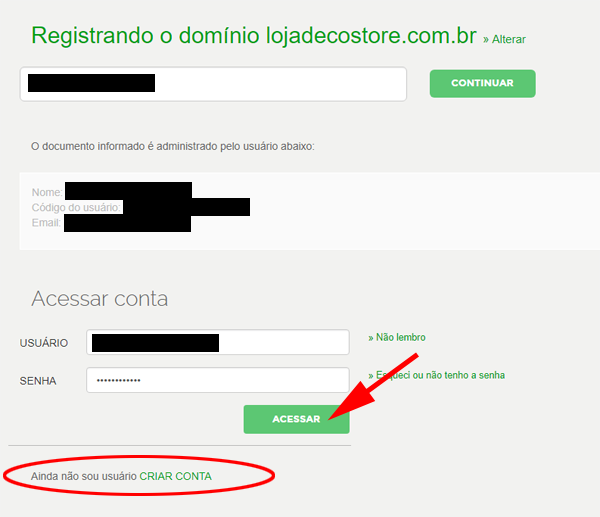 Registrando o domínio lojadecostore.com.br » Alterar
CONTINUAR
O documento informado é administrado pelo usuário abaixo:
Nome:
Código do usuário:
Email:
Acessar conta
USUÁRIO » Não lembro
SENHA •••••••••••• » Esqueci ou não tenho a senha
ACESSAR
Ainda não sou usuário CRIAR CONTA